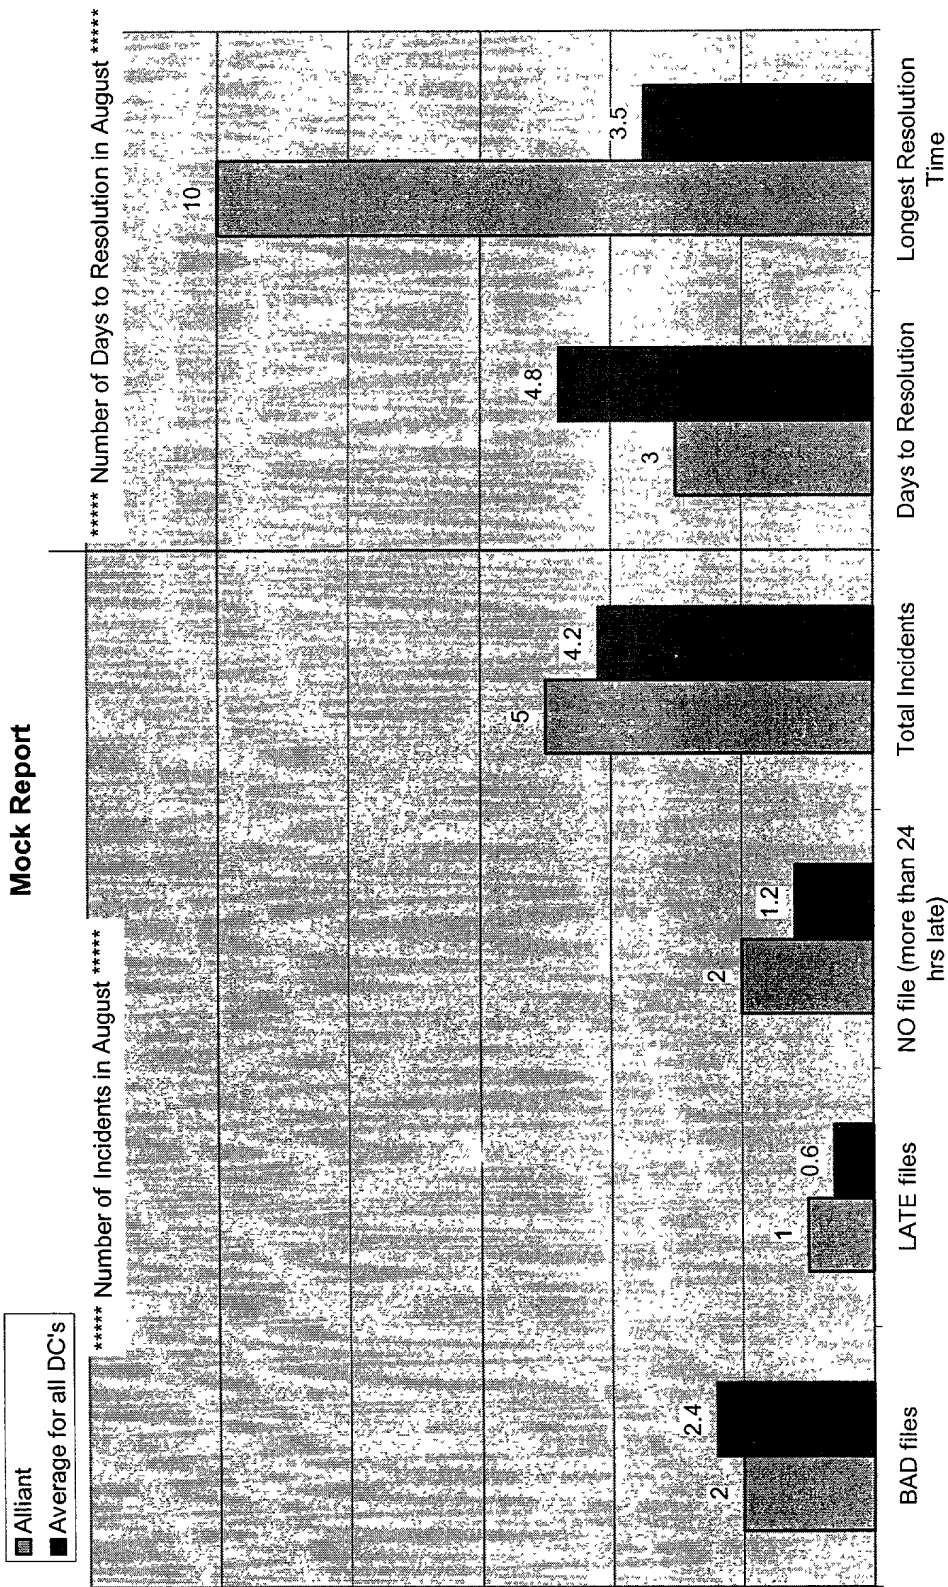 Mock Report
Alliant
Average for all DC's
***** Number of Incidents in August *****
***** Number of Days to Resolution in August *****
2
2.4
1
0.6
2
1.2
5
4.2
3
4.8
10
3.5
BAD files
LATE files
NO file (more than 24
hrs late)
Total Incidents
Days to Resolution
Longest Resolution
Time